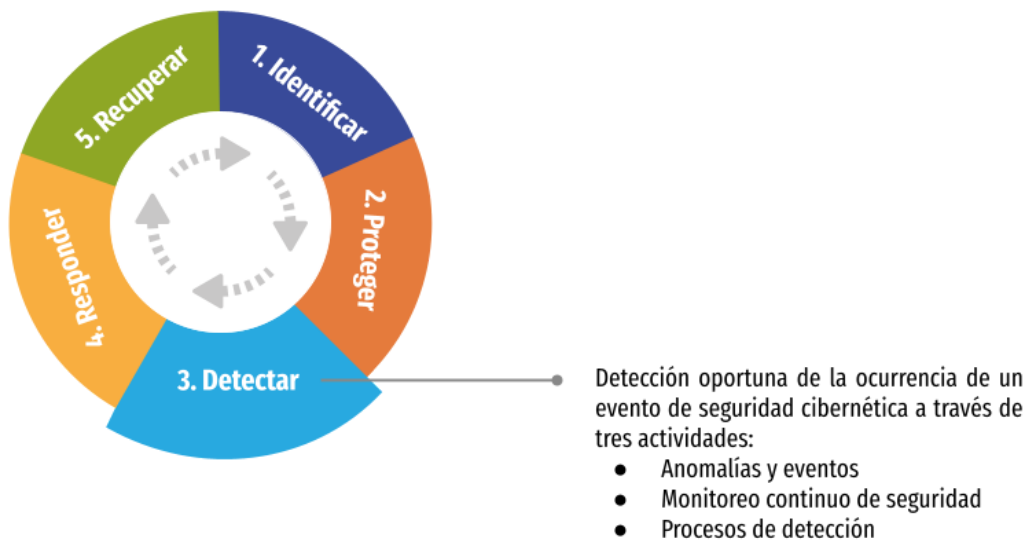 1. Identificar
2. Proteger
3. Detectar
4. Responder
5. Recuperar
Detección oportuna de la ocurrencia de un
evento de seguridad cibernética a través de
tres actividades:
● Anomalías y eventos
● Monitoreo continuo de seguridad
● Procesos de detección